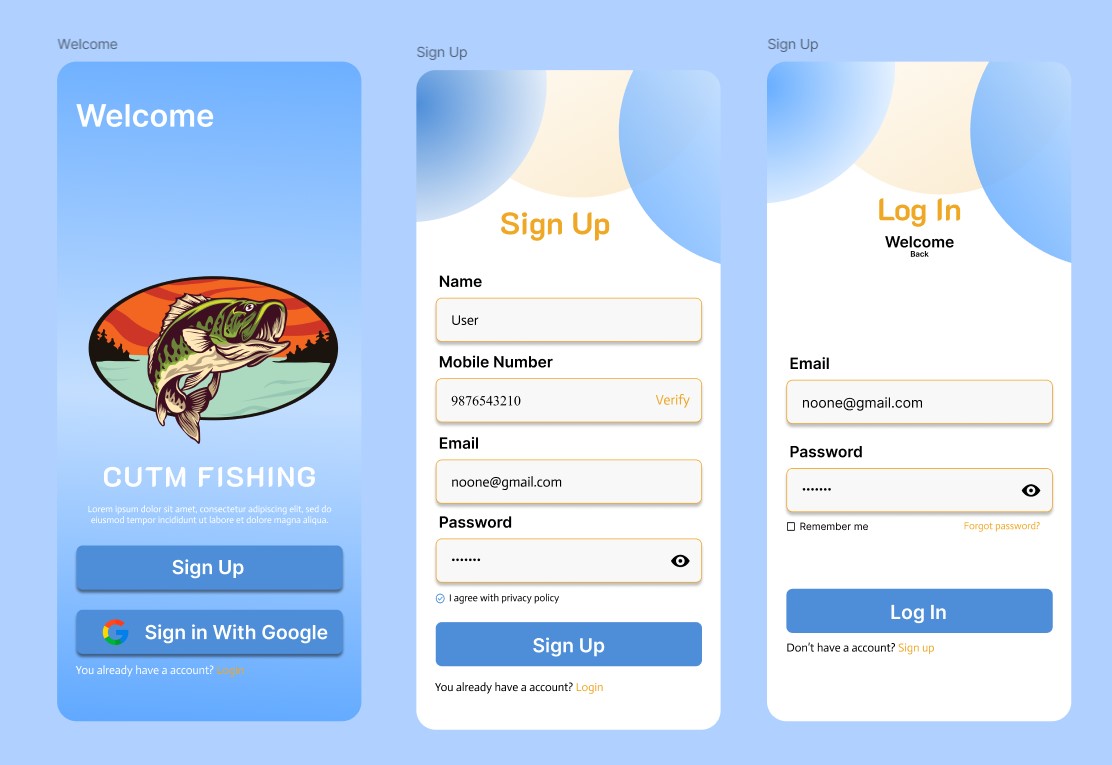 Welcome
Welcome
CUTM FISHING
Lorem ipsum dolor sit amet, consectetur adipiscing elit, sed do
elusmod tempor incididunt ut labore et dolore magna aliqua.
Sign Up
Sign in With Google
You already have a account? Login
Sign Up
Sign Up
Name
User
Mobile Number
9876543210 Verify
Email
noone@gmail.com
Password
•••••••
I agree with privacy policy
Sign Up
You already have a account? Login
Sign Up
Log In
Welcome
Back
Email
noone@gmail.com
Password
•••••••
Remember me Forgot password?
Log In
Don't have a account? Sign up